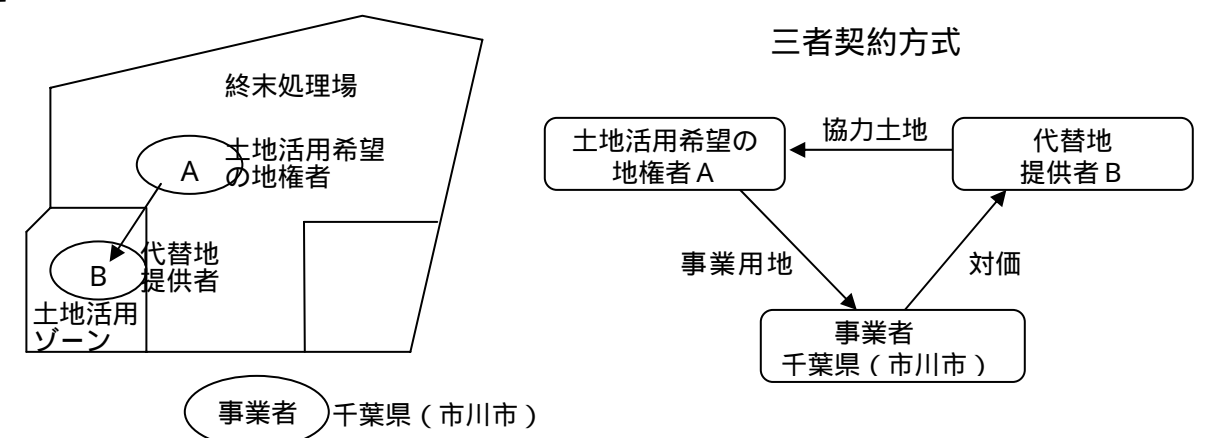 三者契約方式
終末処理場
A
土地活用希望
の地権者
B
代替地
提供者
土地活用
ゾーン
事業者
千葉県(市川市)
土地活用希望の
地権者A
協力土地
代替地
提供者B
事業用地
対価
事業者
千葉県(市川市)